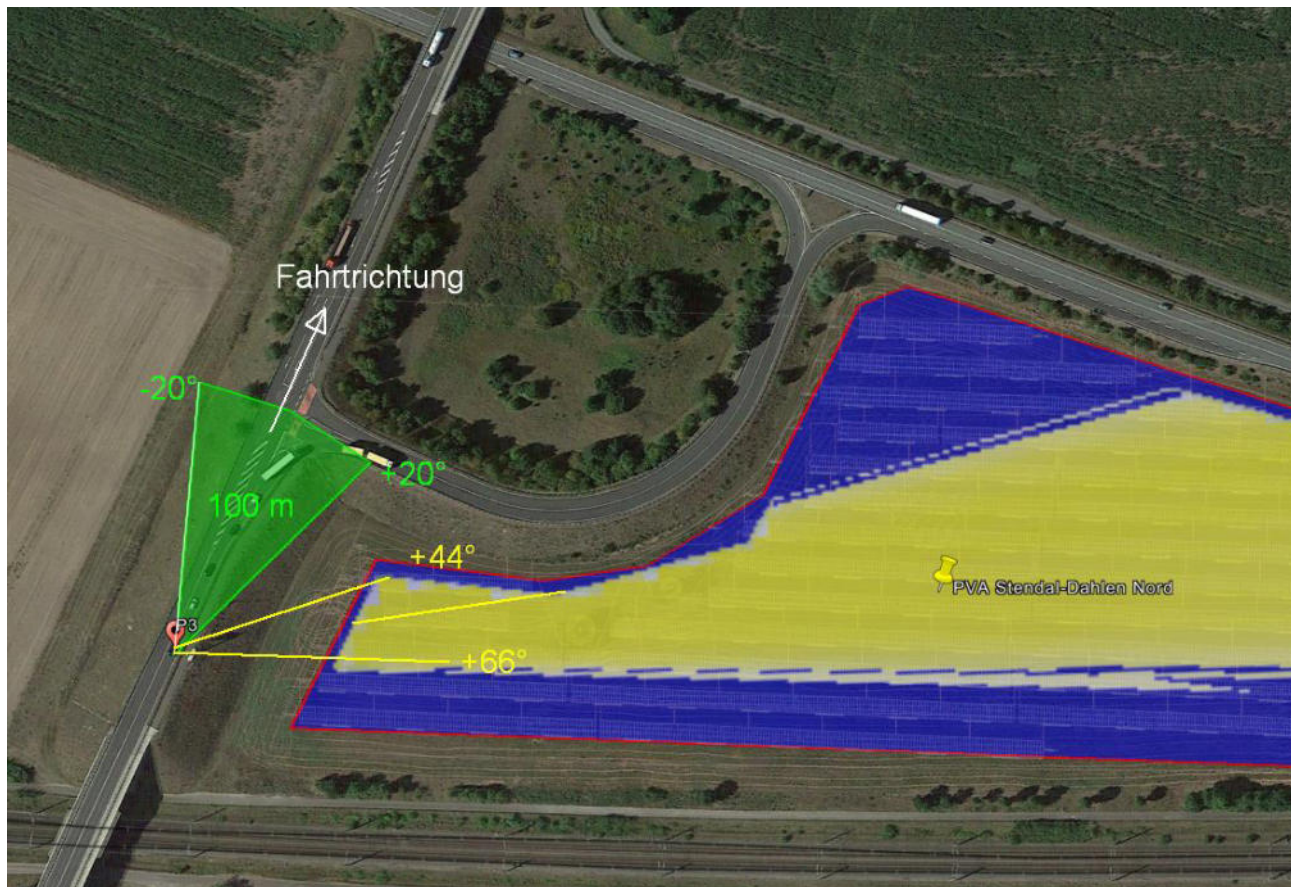 Fahrtrichtung
-20°
+20°
100 m
+44°
PVA Stendal-Dahlen Nord
P3
+66°